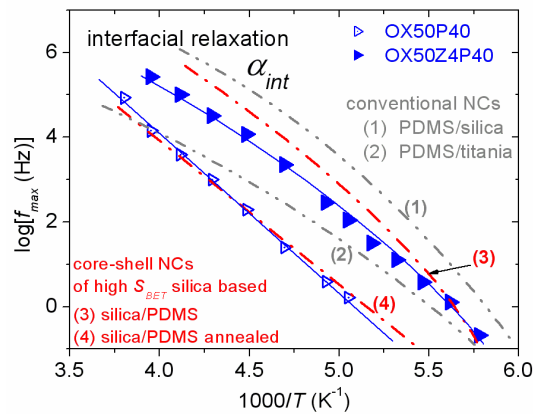 interfacial relaxation
α_int
OX50P40
OX50Z4P40
conventional NCs
(1) PDMS/silica
(2) PDMS/titania
(1)
(2)
(3)
(4)
core-shell NCs
of high S_BET silica based
(3) silica/PDMS
(4) silica/PDMS annealed
log[f_max (Hz)]
6
4
2
0
3.5 4.0 4.5 5.0 5.5 6.0
1000/T (K⁻¹)